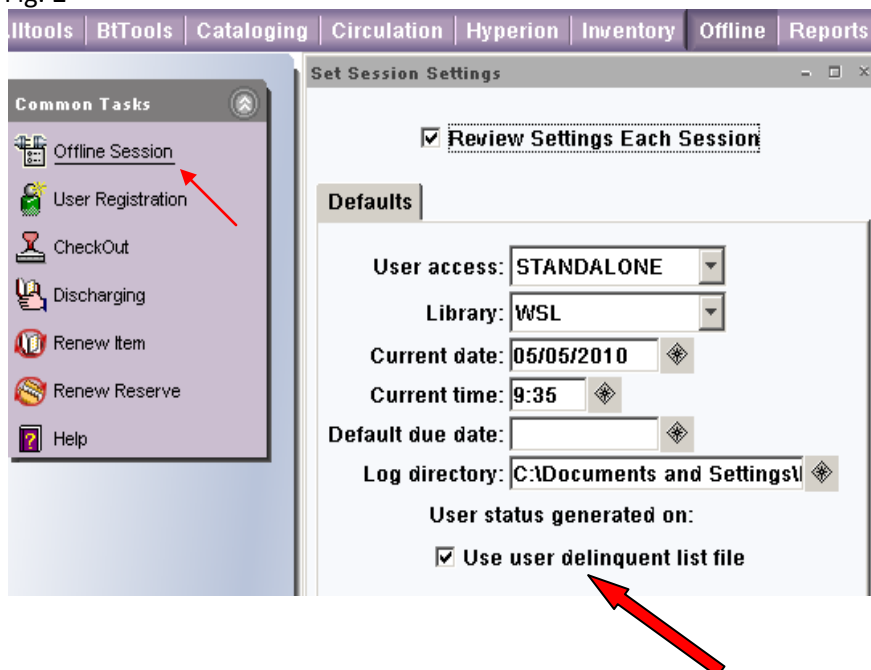 lltools BtTools Cataloging Circulation Hyperion Inventory Offline Reports
Set Session Settings
Common Tasks
Offline Session
User Registration
CheckOut
Discharging
Renew Item
Renew Reserve
Help
Review Settings Each Session
Defaults
User access: STANDALONE
Library: WSL
Current date: 05/05/2010
Current time: 9:35
Default due date:
Log directory: C:\Documents and Settings\
User status generated on:
Use user delinquent list file